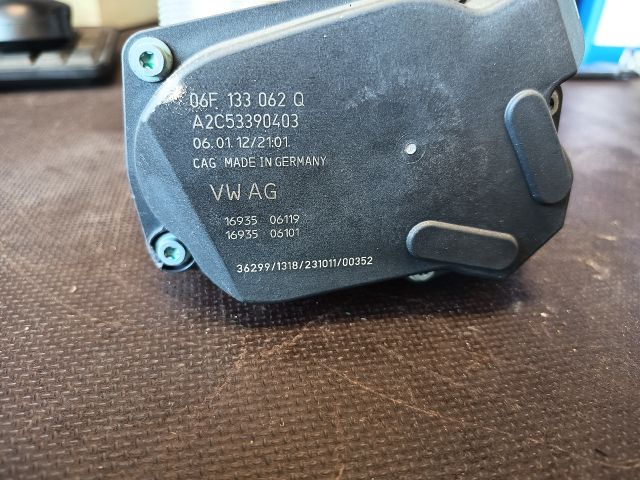 06F 133 062 Q
A2C53390403
06.01.12/21:01
CAG MADE IN GERMANY
VW AG
16935 06119
16935 06101
36299/1318/231011/00352